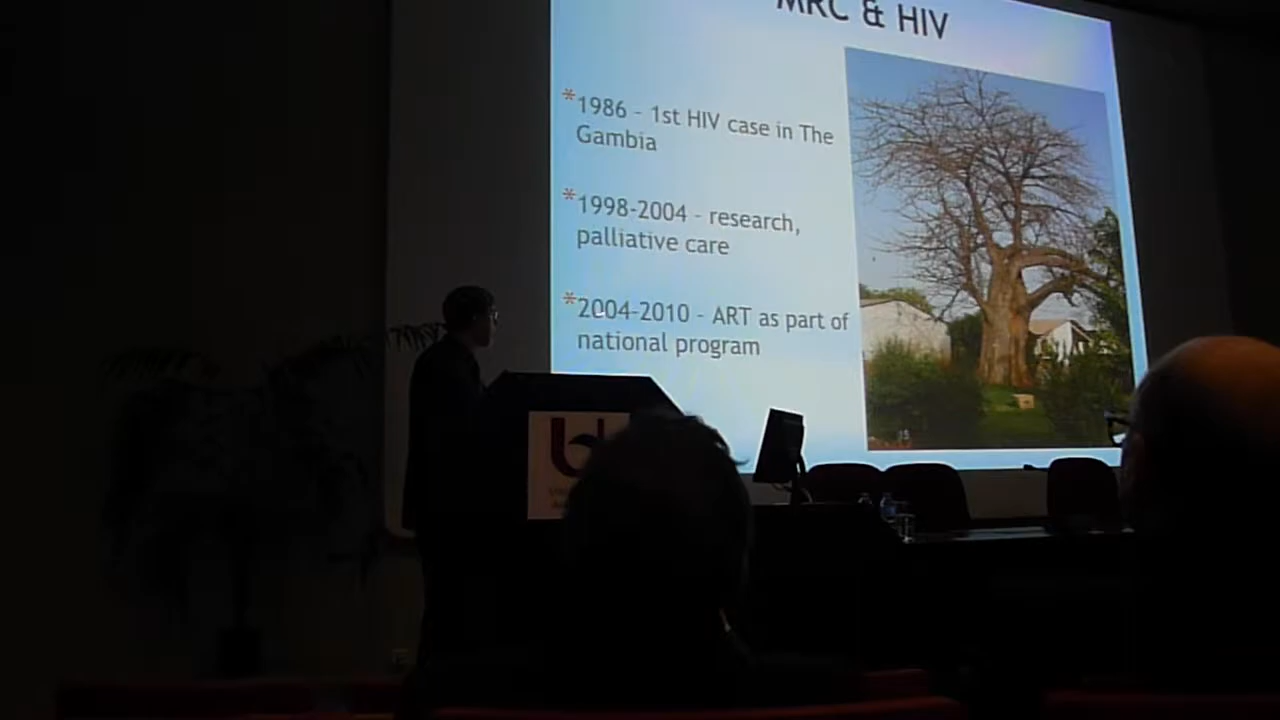 MRC & HIV
*1986 - 1st HIV case in The
Gambia
*1998-2004 - research,
palliative care
*2004-2010 - ART as part of
national program